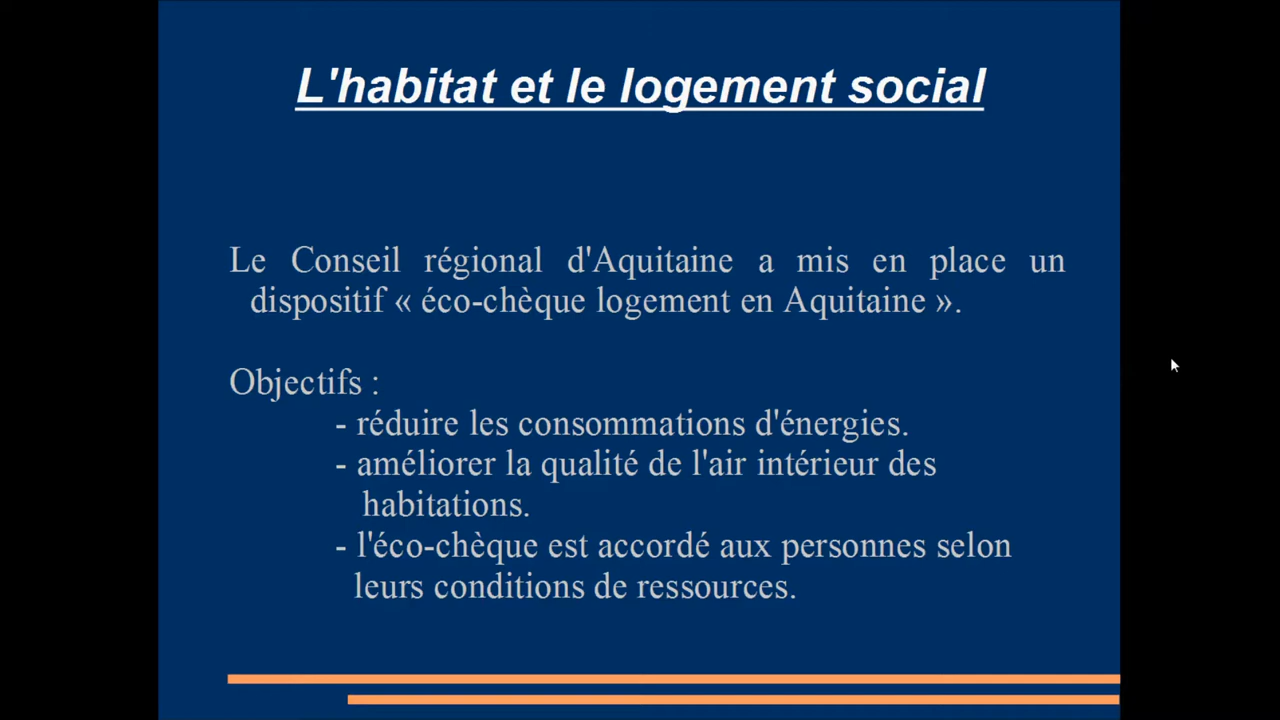 L'habitat et le logement social
Le Conseil régional d'Aquitaine a mis en place un
dispositif « éco-chèque logement en Aquitaine ».
Objectifs :
- réduire les consommations d'énergies.
- améliorer la qualité de l'air intérieur des
habitations.
- l'éco-chèque est accordé aux personnes selon
leurs conditions de ressources.